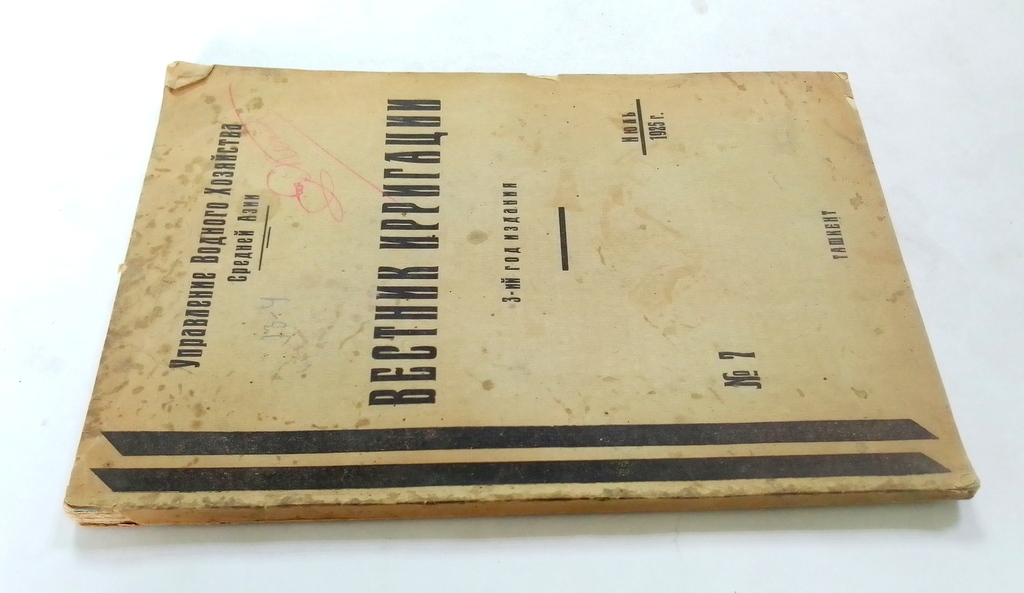 Управление Водного Хозяйства
Средней Азии
ВЕСТНИК ИРРИГАЦИИ
3-ий год издания
№ 7
ИЮЛЬ
1925 г.
ТАШКЕНТ